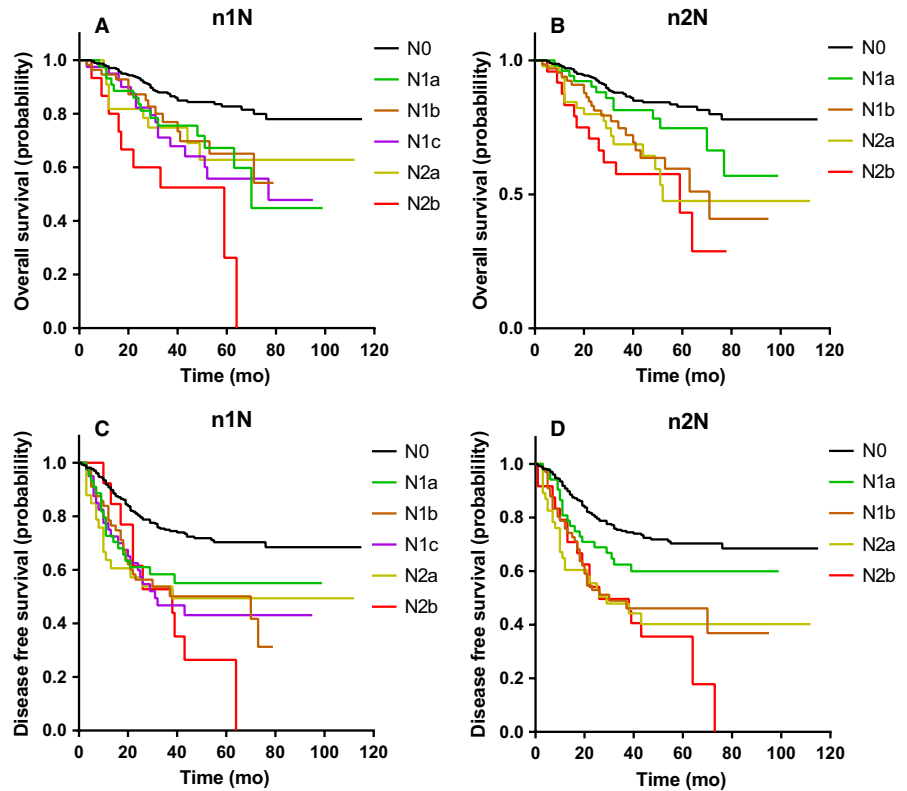 A
n1N
Overall survival (probablility)
1.0
0.8
0.6
0.4
0.2
0.0
0 20 40 60 80 100 120
Time (mo)
N0
N1a
N1b
N1c
N2a
N2b
B
n2N
Overall survival (probablility)
1.0
0.5
0.0
0 20 40 60 80 100 120
Time (mo)
N0
N1a
N1b
N2a
N2b
C
n1N
Disease free survival (probablility)
1.0
0.8
0.6
0.4
0.2
0.0
0 20 40 60 80 100 120
Time (mo)
N0
N1a
N1b
N1c
N2a
N2b
D
n2N
Disease free survival (probablility)
1.0
0.8
0.6
0.4
0.2
0.0
0 20 40 60 80 100 120
Time (mo)
N0
N1a
N1b
N2a
N2b